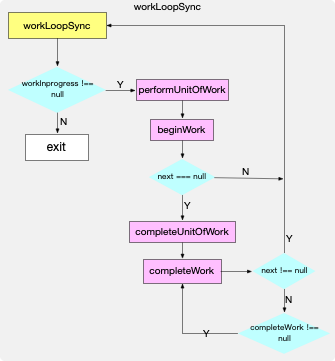 workLoopSync
workLoopSync
workInprogress !==
null
Y
performUnitOfWork
N
beginWork
exit
next === null
N
Y
completeUnitOfWork
Y
completeWork
next !== null
N
completeWork !==
null
Y